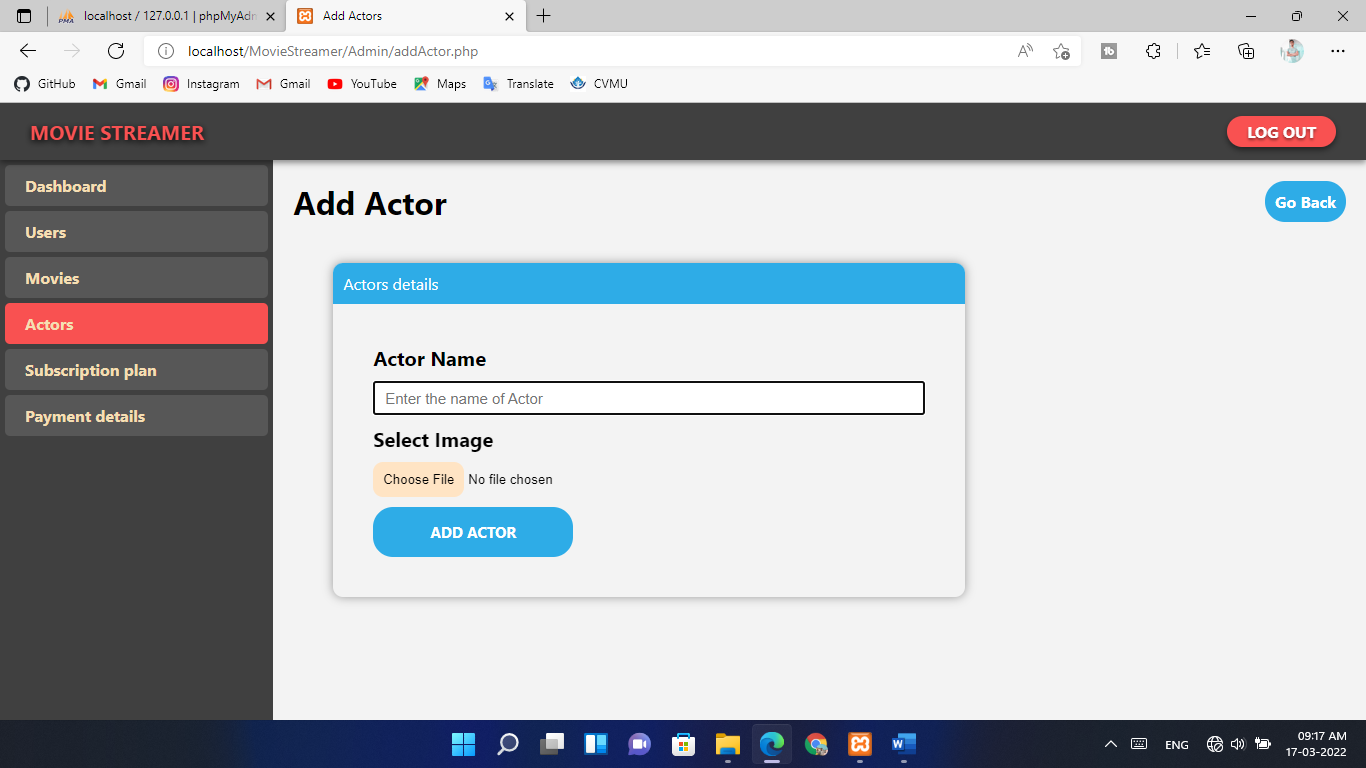 localhost / 127.0.0.1 | phpMyAdm
Add Actors
localhost/MovieStreamer/Admin/addActor.php
GitHub
Gmail
Instagram
Gmail
YouTube
Maps
Translate
CVMU
MOVIE STREAMER
LOG OUT
Dashboard
Users
Movies
Actors
Subscription plan
Payment details
Add Actor
Go Back
Actors details
Actor Name
Enter the name of Actor
Select Image
Choose File No file chosen
ADD ACTOR
ENG
09:17 AM
17-03-2022